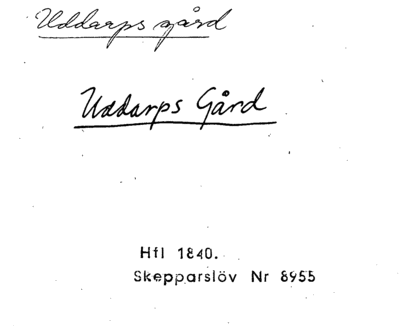 Uddarps gård
Uddarps Gård
Hfl 1840.
Skepparslöv Nr 8955